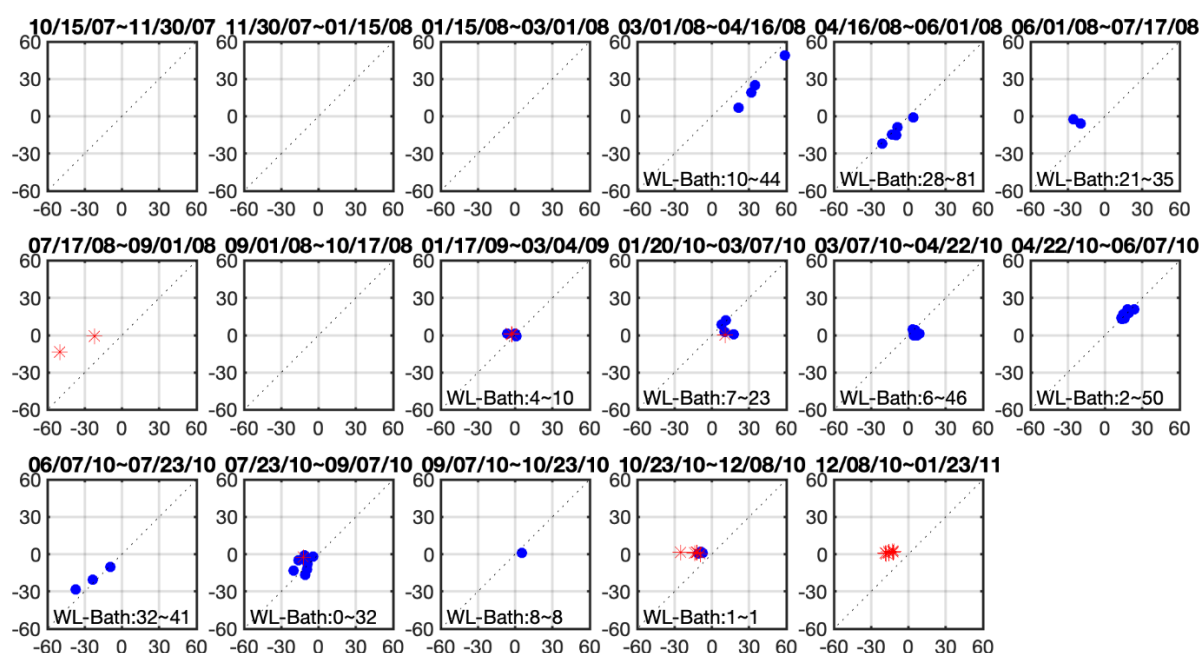 10/15/07~11/30/07 11/30/07~01/15/08 01/15/08~03/01/08 03/01/08~04/16/08 04/16/08~06/01/08 06/01/08~07/17/08
60 60 60 60 60 60
30 30 30 30 30 30
0 0 0 0 0 0
-30 -30 -30 -30 -30 -30
WL-Bath:10~44 WL-Bath:28~81 WL-Bath:21~35
-60 -60 -60 -60 -60 -60
-60 -30 0 30 60 -60 -30 0 30 60 -60 -30 0 30 60 -60 -30 0 30 60 -60 -30 0 30 60 -60 -30 0 30 60
07/17/08~09/01/08 09/01/08~10/17/08 01/17/09~03/04/09 01/20/10~03/07/10 03/07/10~04/22/10 04/22/10~06/07/10
60 60 60 60 60 60
30 30 30 30 30 30
0 0 0 0 0 0
-30 -30 -30 -30 -30 -30
WL-Bath:4~10 WL-Bath:7~23 WL-Bath:6~46 WL-Bath:2~50
-60 -60 -60 -60 -60 -60
-60 -30 0 30 60 -60 -30 0 30 60 -60 -30 0 30 60 -60 -30 0 30 60 -60 -30 0 30 60 -60 -30 0 30 60
06/07/10~07/23/10 07/23/10~09/07/10 09/07/10~10/23/10 10/23/10~12/08/10 12/08/10~01/23/11
60 60 60 60 60
30 30 30 30 30
0 0 0 0 0
-30 -30 -30 -30 -30
WL-Bath:32~41 WL-Bath:0~32 WL-Bath:8~8 WL-Bath:1~1
-60 -60 -60 -60 -60
-60 -30 0 30 60 -60 -30 0 30 60 -60 -30 0 30 60 -60 -30 0 30 60 -60 -30 0 30 60